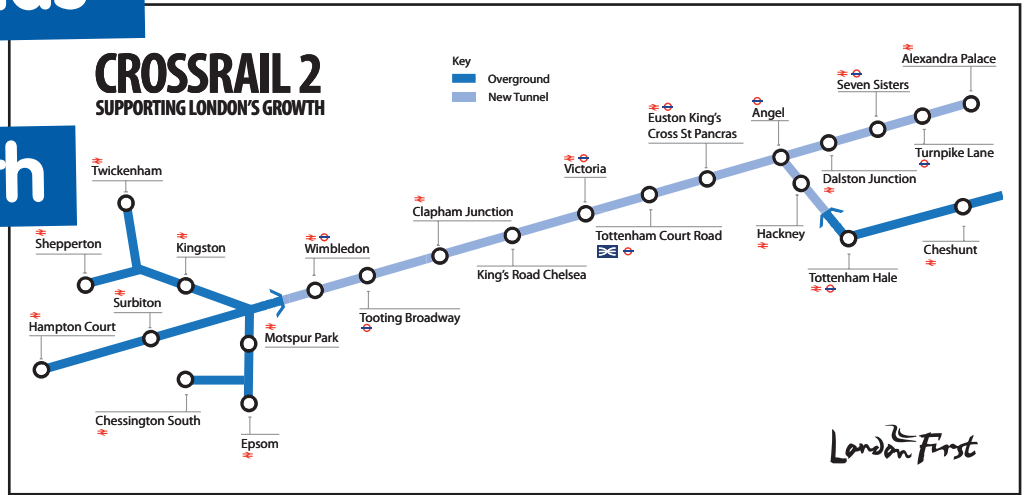 CROSSRAIL 2
SUPPORTING LONDON'S GROWTH
Key
Overground
New Tunnel
Alexandra Palace
Seven Sisters
Euston King's
Cross St Pancras
Angel
Turnpike Lane
Twickenham
Victoria
Dalston Junction
Clapham Junction
Shepperton
Kingston
Wimbledon
Tottenham Court Road
Hackney
Cheshunt
King's Road Chelsea
Tottenham Hale
Surbiton
Hampton Court
Tooting Broadway
Motspur Park
Chessington South
Epsom
London First